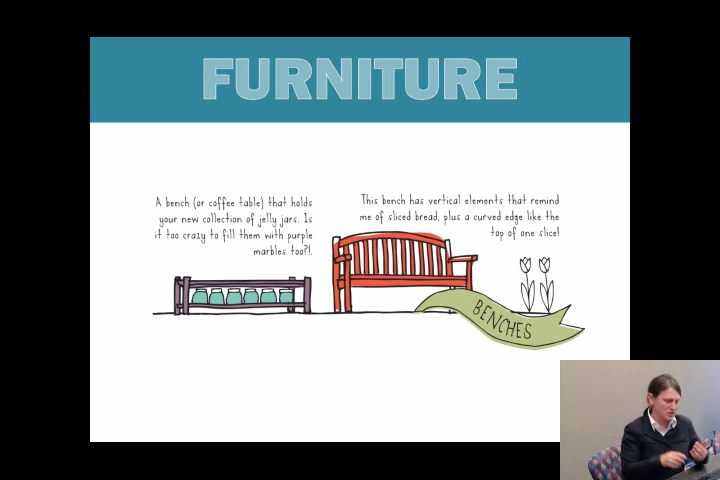 FURNITURE
A bench (or coffee table) that holds
your new collection of jelly jars. Is
it too crazy to fill them with purple
marbles too?!.
This bench has vertical elements that remind
me of sliced bread, plus a curved edge like the
top of one slice!
BENCHES